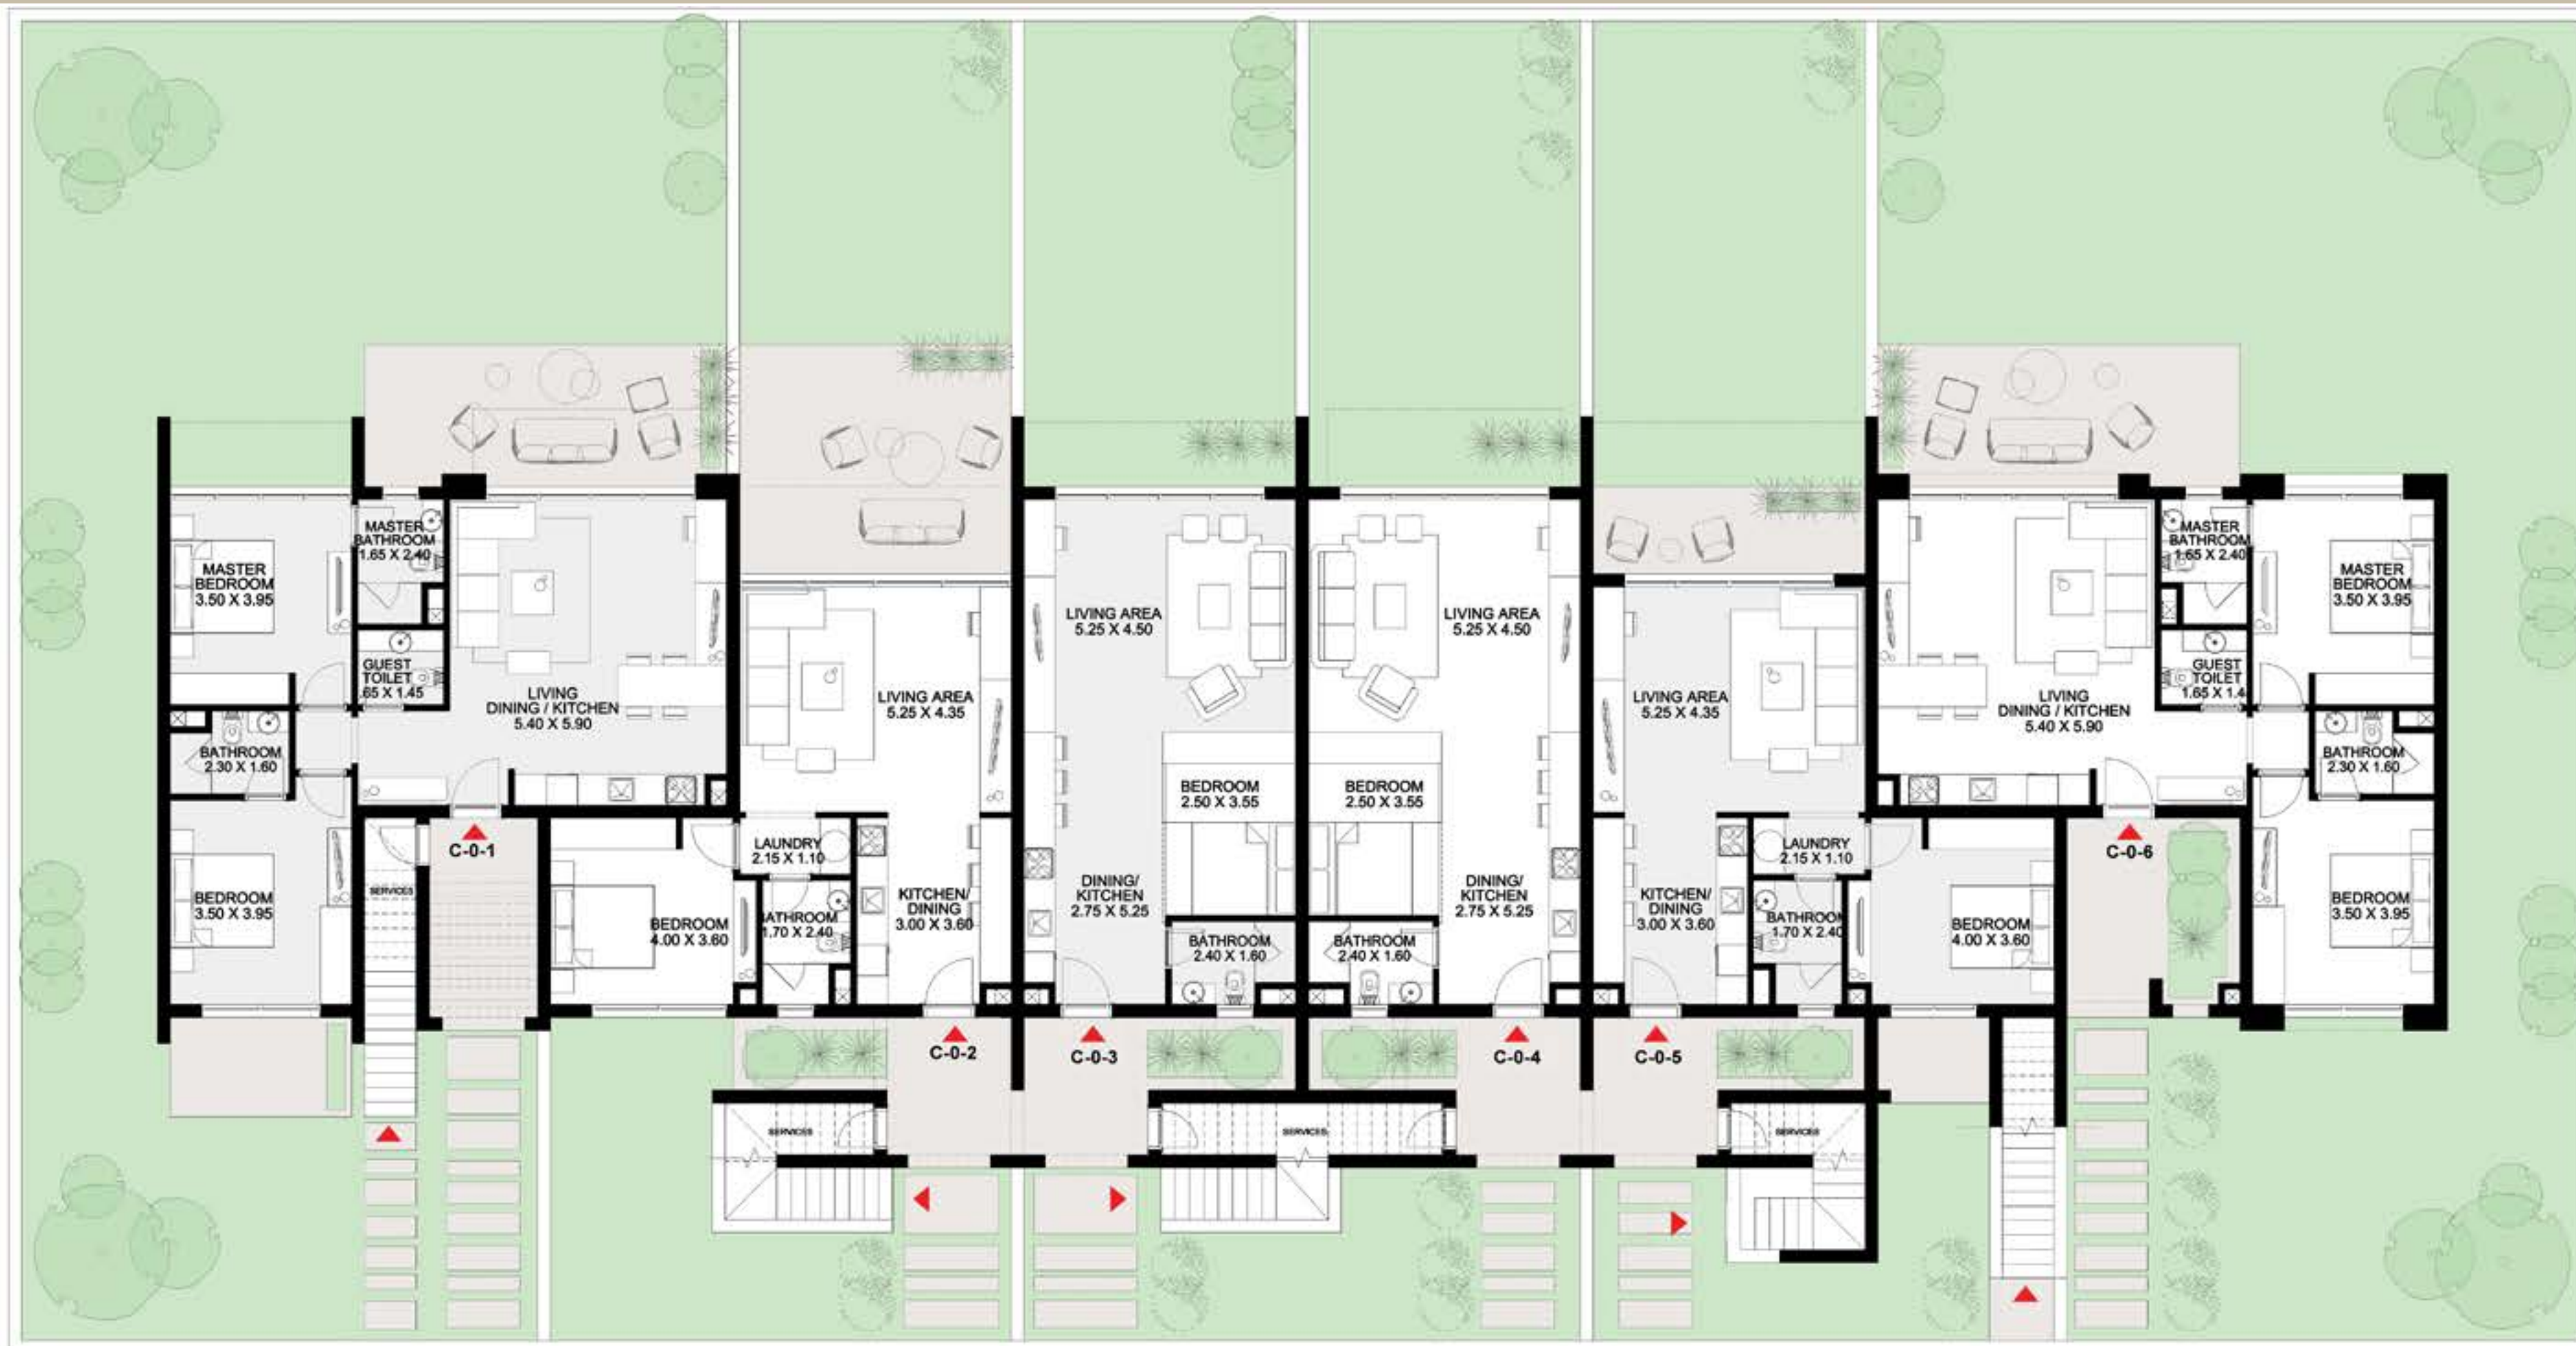 MASTER
BEDROOM
3.50 X 3.95
MASTER
BATHROOM
1.65 X 2.40
GUEST
TOILET
.65 X 1.45
LIVING
DINING / KITCHEN
5.40 X 5.90
BATHROOM
2.30 X 1.60
BEDROOM
3.50 X 3.95
SERVICES
C-0-1
LIVING AREA
5.25 X 4.35
LAUNDRY
2.15 X 1.10
BEDROOM
4.00 X 3.60
BATHROOM
1.70 X 2.40
KITCHEN/
DINING
3.00 X 3.60
C-0-2
SERVICES
LIVING AREA
5.25 X 4.50
BEDROOM
2.50 X 3.55
DINING/
KITCHEN
2.75 X 5.25
BATHROOM
2.40 X 1.60
C-0-3
SERVICES
LIVING AREA
5.25 X 4.50
BEDROOM
2.50 X 3.55
DINING/
KITCHEN
2.75 X 5.25
BATHROOM
2.40 X 1.60
C-0-4
LIVING AREA
5.25 X 4.35
KITCHEN/
DINING
3.00 X 3.60
LAUNDRY
2.15 X 1.10
BATHROOM
1.70 X 2.40
BEDROOM
4.00 X 3.60
C-0-5
SERVICES
LIVING
DINING / KITCHEN
5.40 X 5.90
MASTER
BATHROOM
1.65 X 2.40
GUEST
TOILET
1.65 X 1.4
MASTER
BEDROOM
3.50 X 3.95
BATHROOM
2.30 X 1.60
BEDROOM
3.50 X 3.95
C-0-6